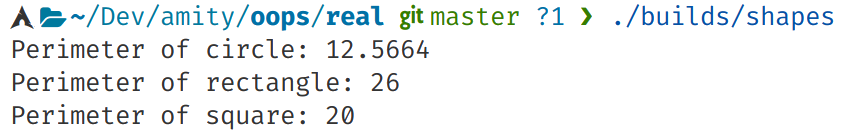 ~/Dev/amity/oops/real git master ?1 ❯ ./builds/shapes
Perimeter of circle: 12.5664
Perimeter of rectangle: 26
Perimeter of square: 20